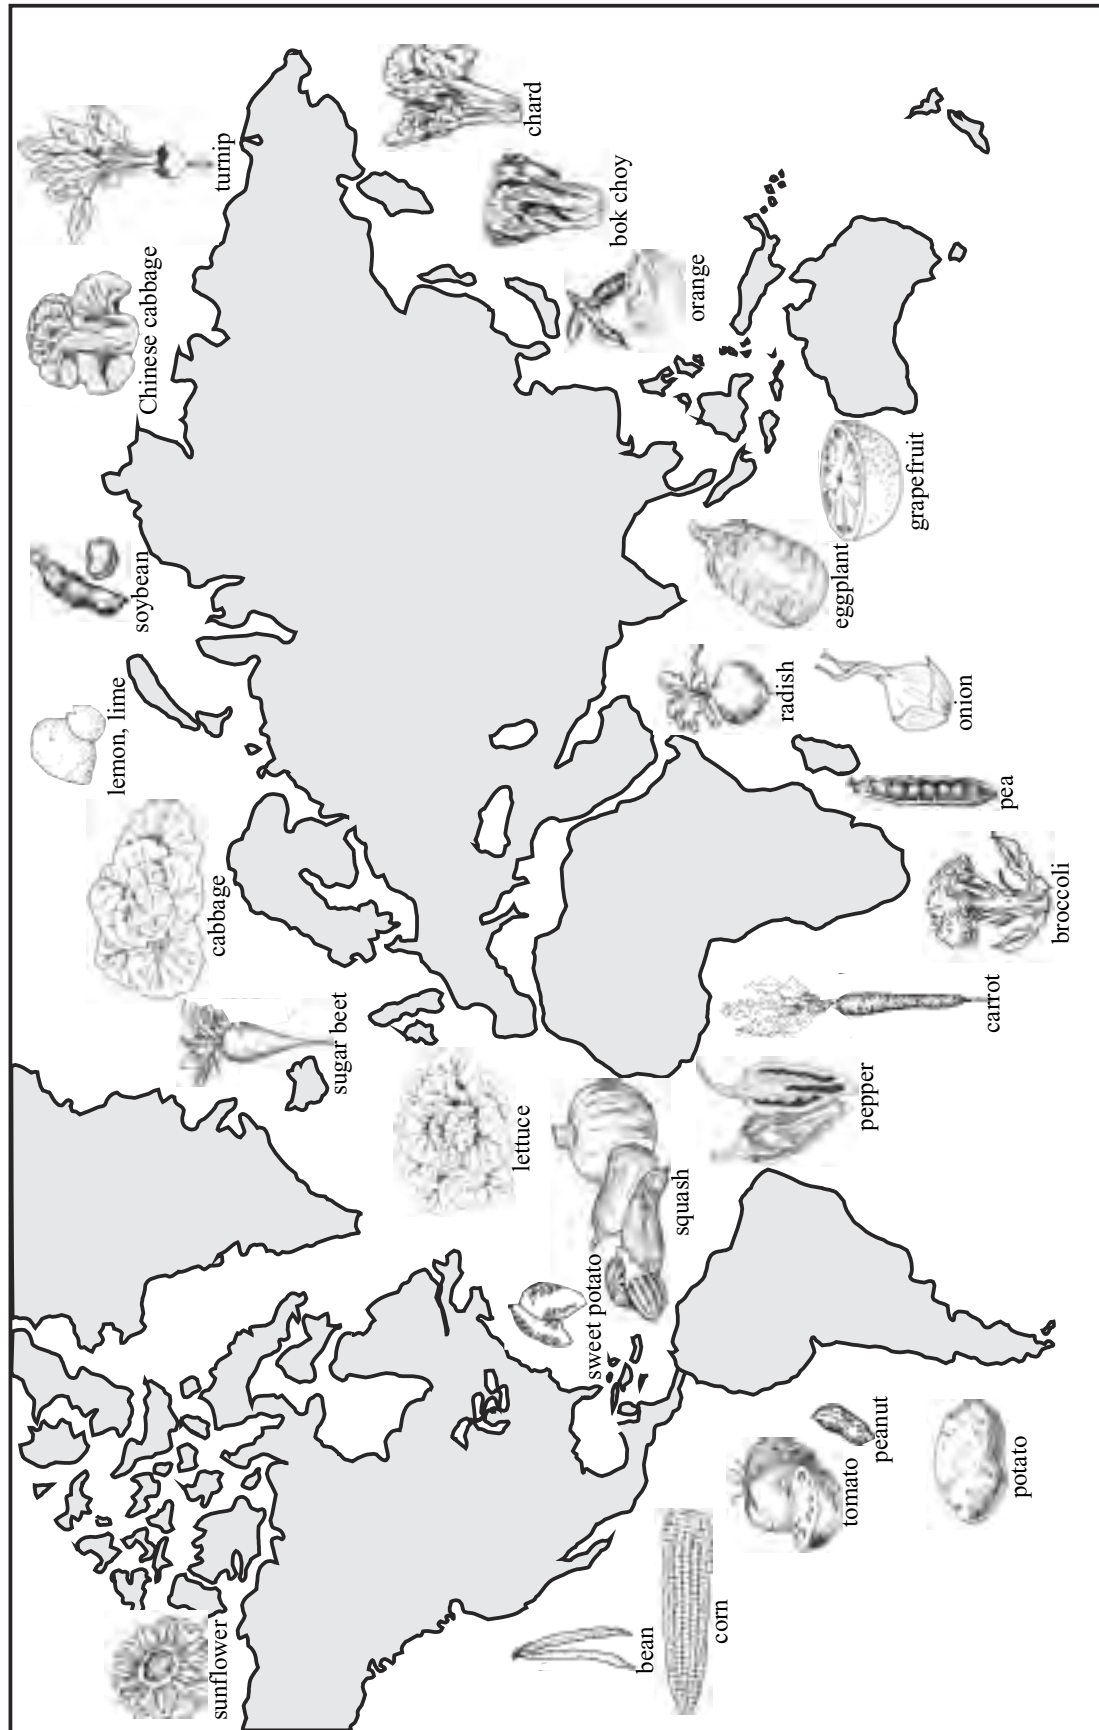 turnip
chard
Chinese cabbage
bok choy
orange
soybean
grapefruit
eggplant
lemon, lime
radish
onion
cabbage
pea
broccoli
sugar beet
carrot
lettuce
pepper
squash
sweet potato
peanut
tomato
potato
sunflower
bean
corn